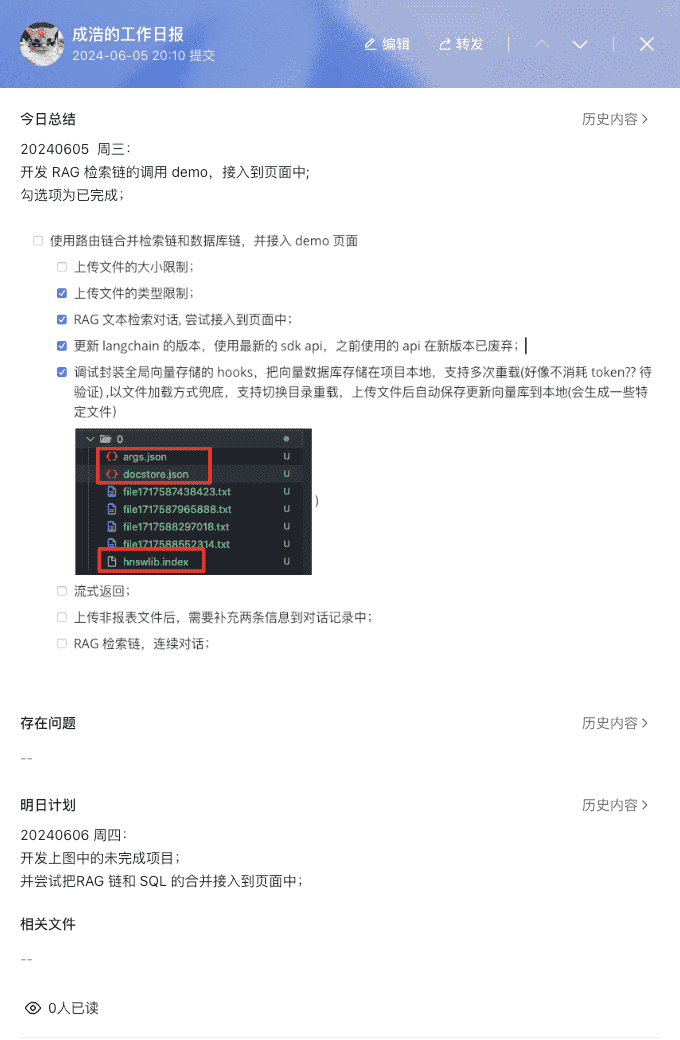 成浩的工作日报
2024-06-05 20:10 提交
编辑
转发
今日总结
历史内容
20240605 周三：
开发 RAG 检索链的调用 demo，接入到页面中;
勾选项为已完成；
使用路由链合并检索链和数据库链，并接入 demo 页面
上传文件的大小限制；
上传文件的类型限制；
RAG 文本检索对话, 尝试接入到页面中；
更新 langchain 的版本，使用最新的 sdk api，之前使用的 api 在新版本已废弃；
调试封装全局向量存储的 hooks，把向量数据库存储在项目本地，支持多次重载(好像不消耗 token?? 待
验证) ,以文件加载方式兜底，支持切换目录重载，上传文件后自动保存更新向量库到本地(会生成一些特
定文件)
0
args.json U
docstore.json U
file1717587438423.txt U
file1717587965888.txt U
file1717588297018.txt U
file1717588552314.txt U
hnswlib.index U
)
流式返回；
上传非报表文件后，需要补充两条信息到对话记录中；
RAG 检索链，连续对话；
存在问题
历史内容
--
明日计划
历史内容
20240606 周四：
开发上图中的未完成项目；
并尝试把RAG 链和 SQL 的合并接入到页面中；
相关文件
--
0人已读